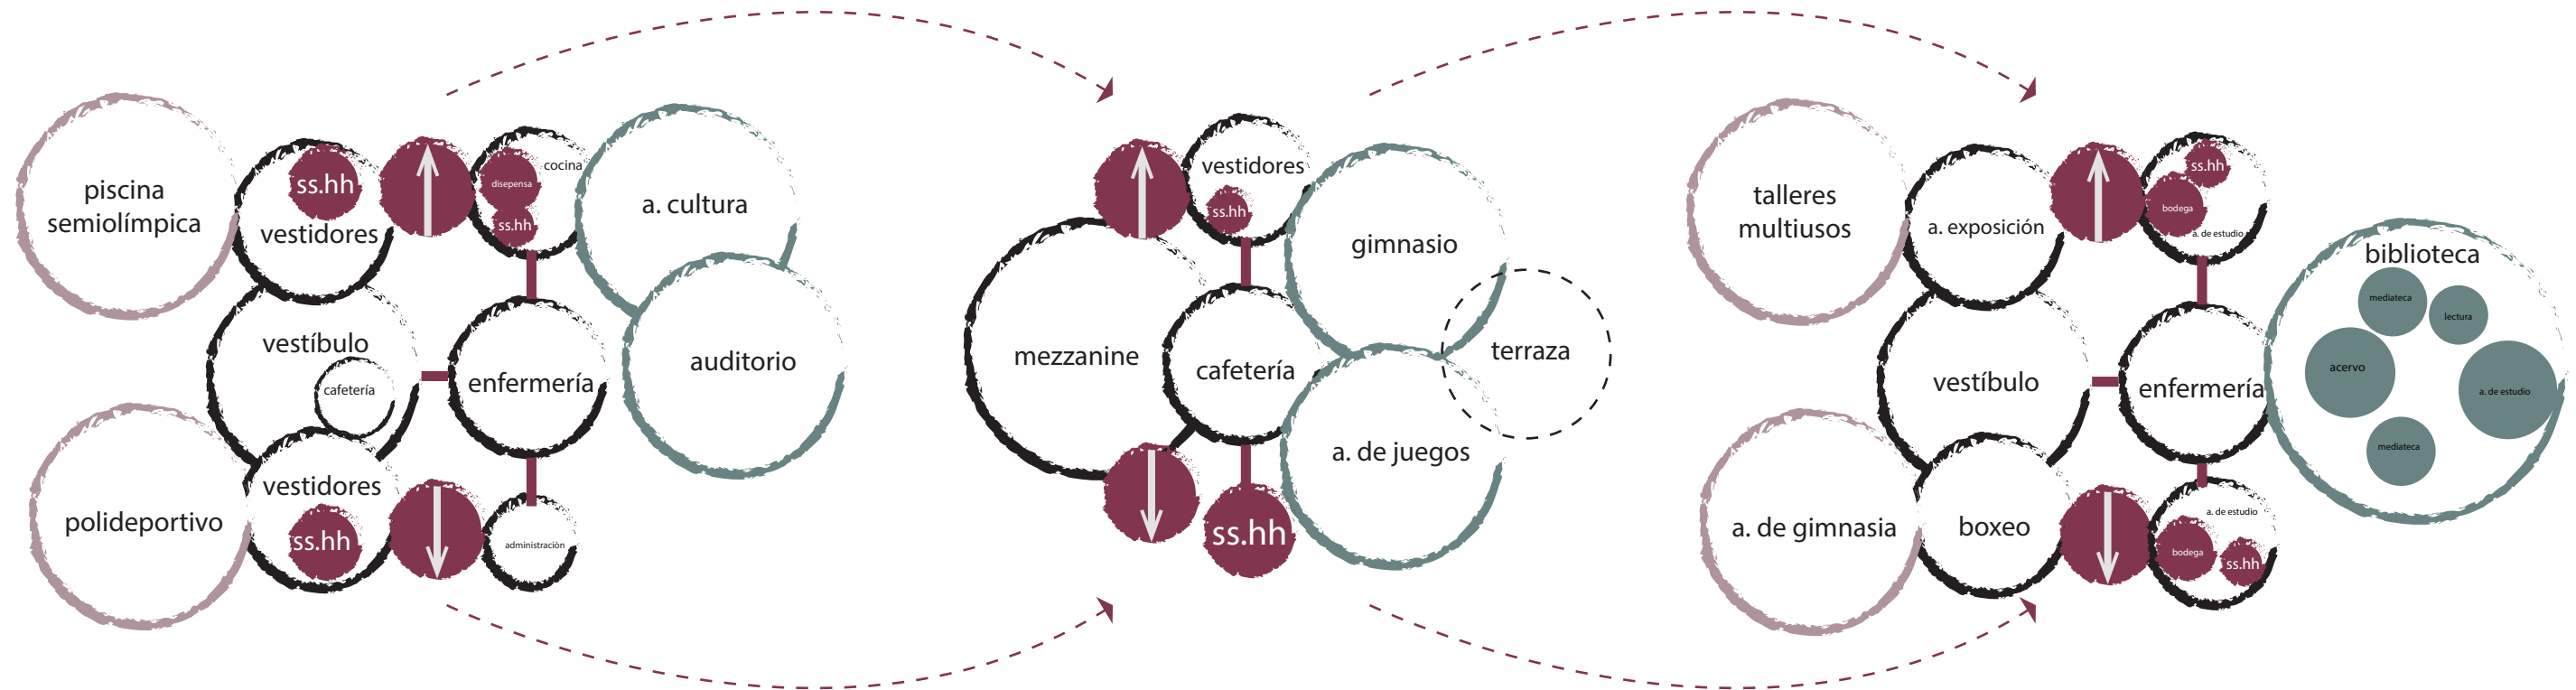 piscina
semiolímpica
ss.hh
vestidores
cocina
disepensa
ss.hh
a. cultura
vestíbulo
cafetería
enfermería
auditorio
polideportivo
vestidores
ss.hh
administraciòn
vestidores
ss.hh
gimnasio
mezzanine
cafetería
terraza
a. de juegos
ss.hh
talleres
multiusos
a. exposición
ss.hh
bodega
a. de estudio
biblioteca
mediateca
lectura
acervo
a. de estudio
mediateca
vestíbulo
enfermería
a. de gimnasia
boxeo
a. de estudio
bodega
ss.hh